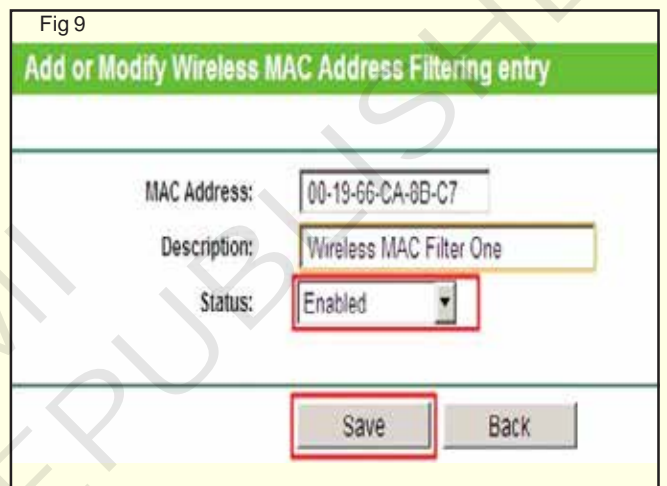 Fig 9
Add or Modify Wireless MAC Address Filtering entry
MAC Address: 00-19-66-CA-8B-C7
Description: Wireless MAC Filter One
Status: Enabled
Save Back